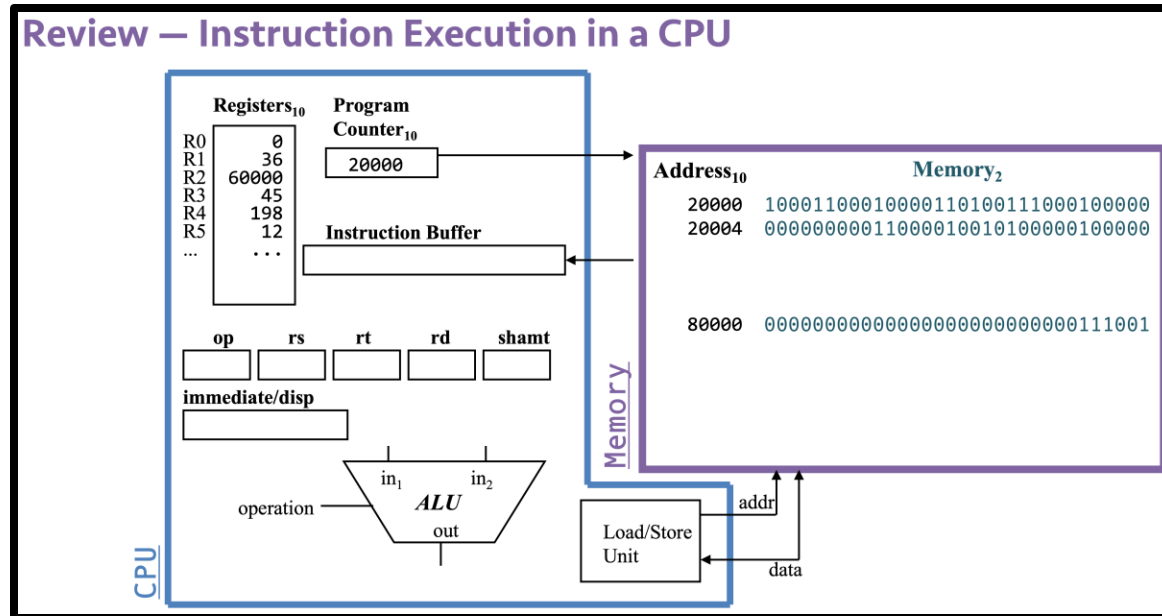 Review — Instruction Execution in a CPU
Registers₁₀
Program
Counter₁₀
R0 0
R1 36
R2 60000
R3 45
R4 198
R5 12
... ...
20000
Instruction Buffer
op rs rt rd shamt
immediate/disp
in₁ in₂
operation
ALU
out
CPU
Address₁₀ Memory₂
20000 10001100010000110100111000100000
20004 00000000011000010010100000100000
80000 00000000000000000000000000111001
Memory
addr
Load/Store
Unit
data